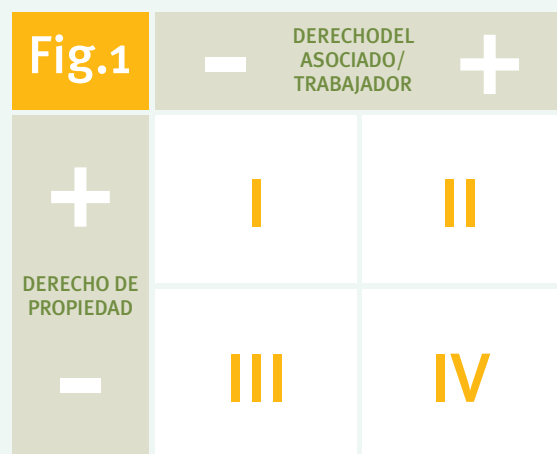 Fig.1
-
DERECHODEL
ASOCIADO/
TRABAJADOR
+
+
I
II
DERECHO DE
PROPIEDAD
-
III
IV